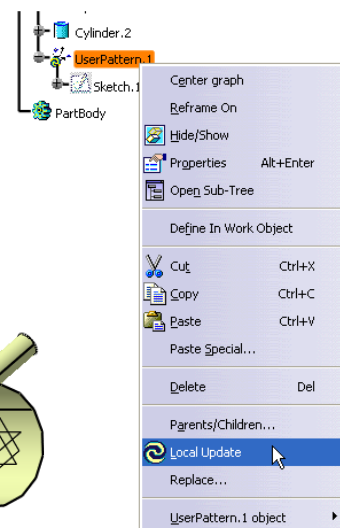 Cylinder.2
UserPattern.1
Sketch.1
PartBody
Center graph
Reframe On
Hide/Show
Properties Alt+Enter
Open Sub-Tree
Define In Work Object
Cut Ctrl+X
Copy Ctrl+C
Paste Ctrl+V
Paste Special...
Delete Del
Parents/Children...
Local Update
Replace...
UserPattern.1 object